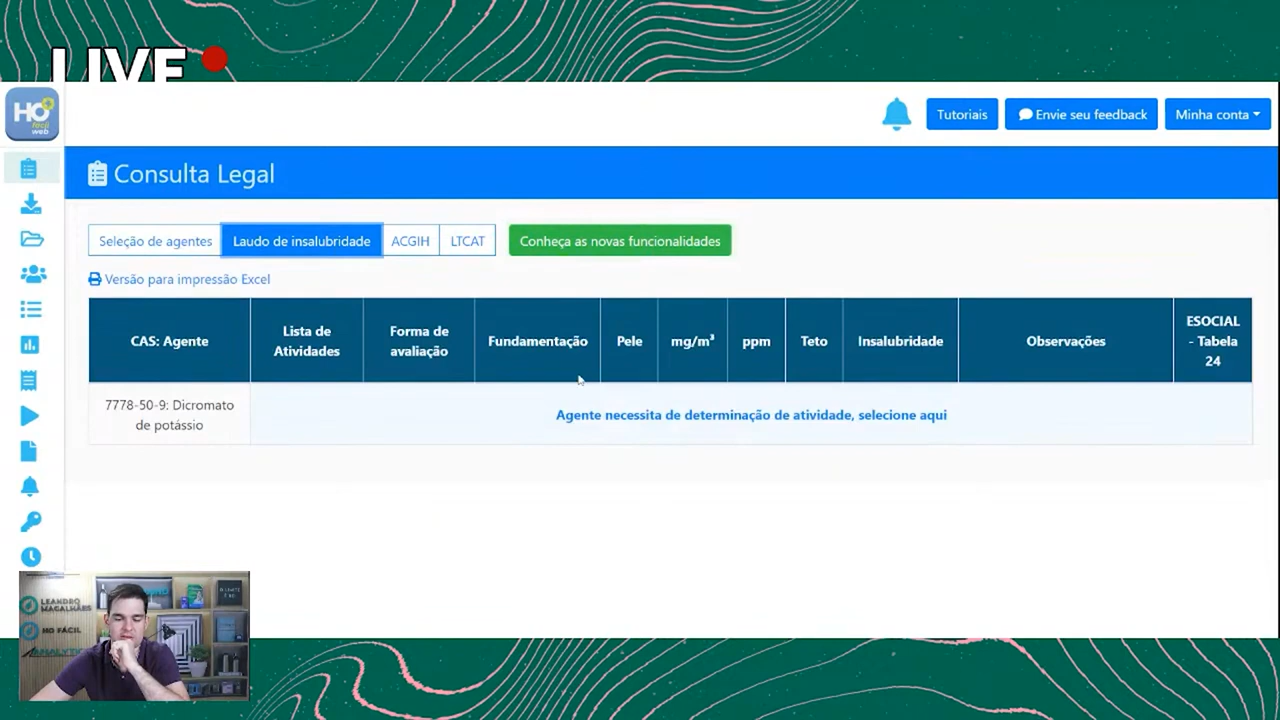 LIVE
HO
fácil
web
Tutoriais
Envie seu feedback
Minha conta
Consulta Legal
Seleção de agentes
Laudo de insalubridade
ACGIH
LTCAT
Conheça as novas funcionalidades
Versão para impressão Excel
CAS: Agente
Lista de
Atividades
Forma de
avaliação
Fundamentação
Pele
mg/m³
ppm
Teto
Insalubridade
Observações
ESOCIAL
- Tabela
24
7778-50-9: Dicromato
de potássio
Agente necessita de determinação de atividade, selecione aqui
LEANDRO
MAGALHÃES
HO FÁCIL